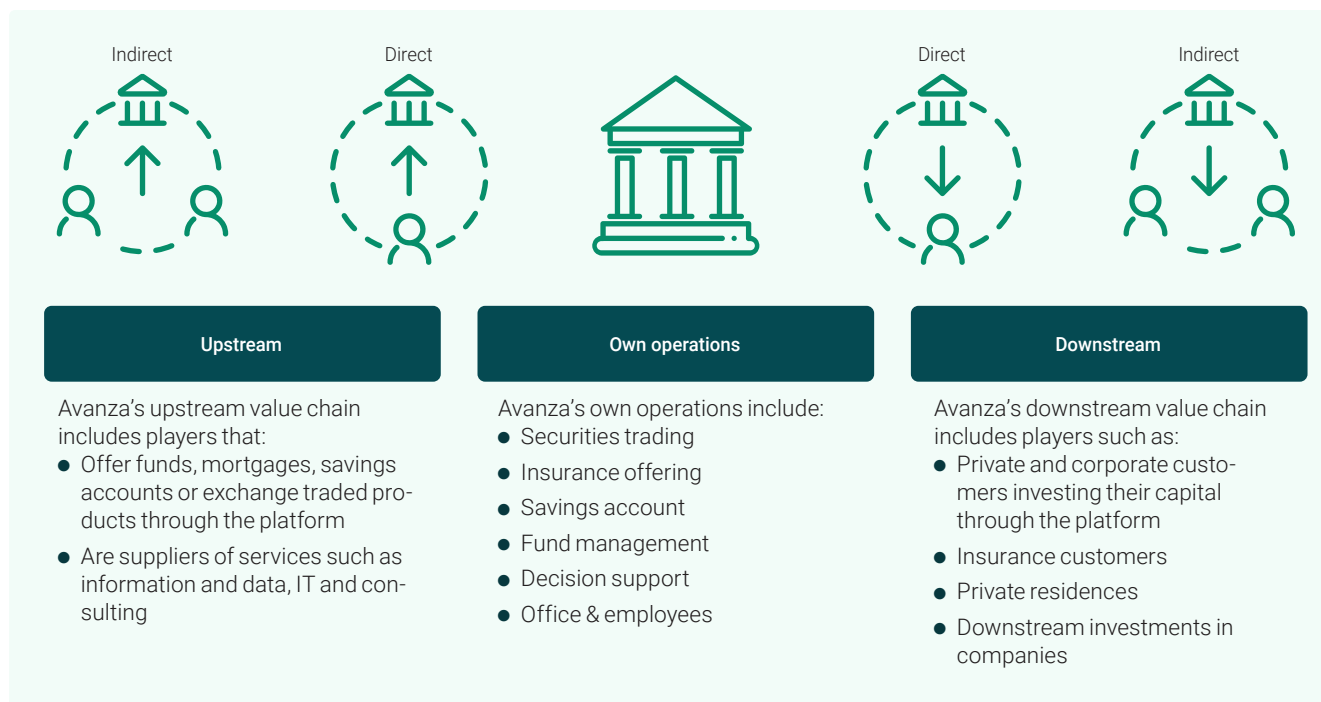 Indirect
Direct
Direct
Indirect
Upstream
Own operations
Downstream
Avanza’s upstream value chain
includes players that:
Offer funds, mortgages, savings
accounts or exchange traded pro-
ducts through the platform
Are suppliers of services such as
information and data, IT and con-
sulting
Avanza’s own operations include:
Securities trading
Insurance offering
Savings account
Fund management
Decision support
Office & employees
Avanza’s downstream value chain
includes players such as:
Private and corporate custo-
mers investing their capital
through the platform
Insurance customers
Private residences
Downstream investments in
companies